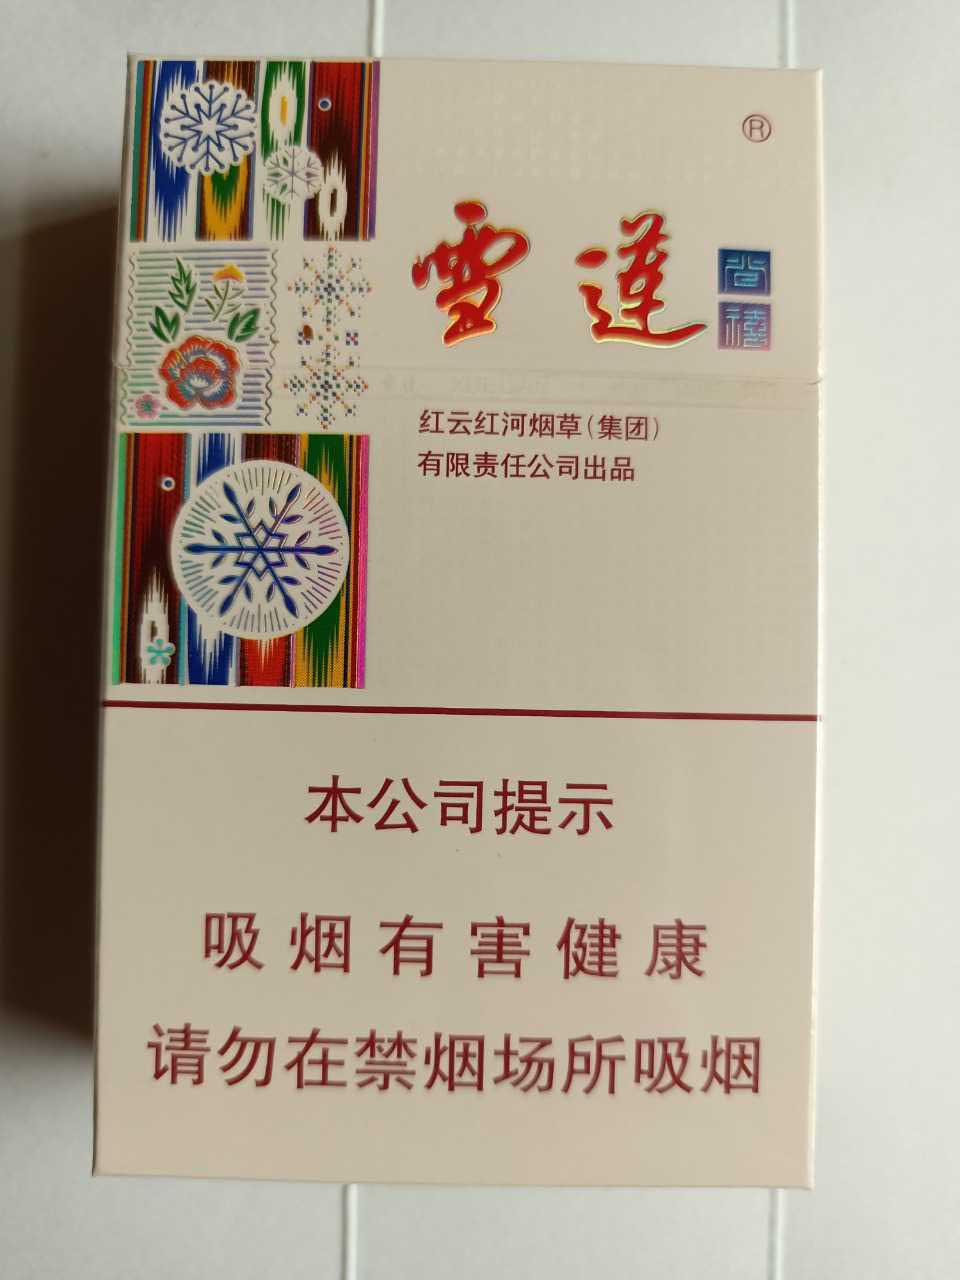 ®
雪莲
尚禧
红云红河烟草(集团)
有限责任公司出品
本公司提示
吸烟有害健康
请勿在禁烟场所吸烟